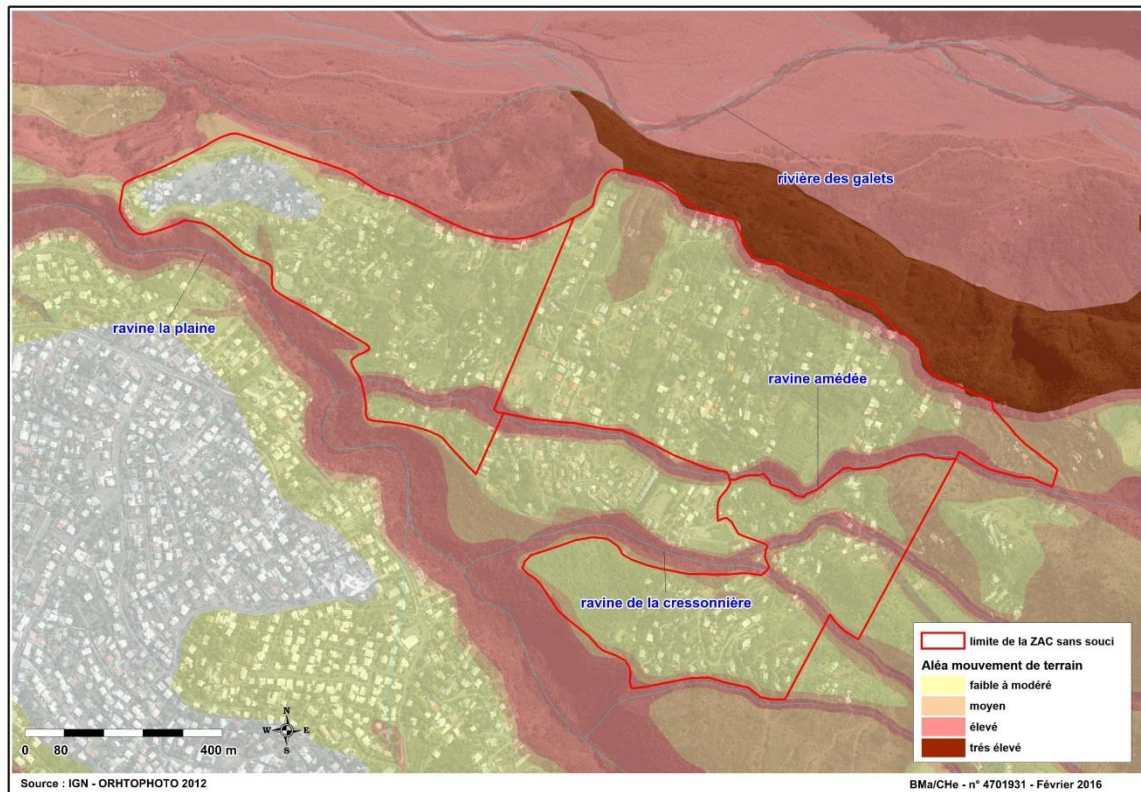 rivière des galets
ravine la plaine
ravine amédée
ravine de la cressonnière
limite de la ZAC sans souci
Aléa mouvement de terrain
faible à modéré
moyen
élevé
trés élevé
N
W E
S
0 80 400 m
Source : IGN - ORHTOPHOTO 2012
BMa/CHe - n° 4701931 - Février 2016